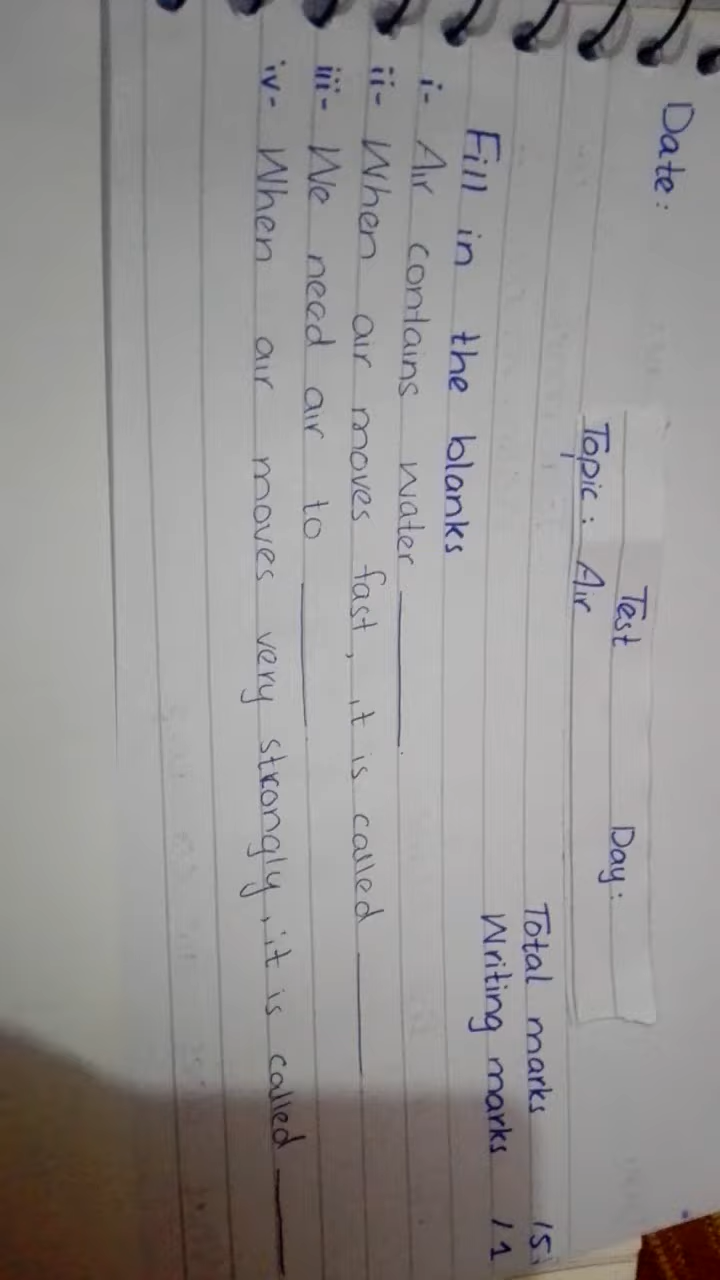 Date:
Test Day:
Topic: Air
Total marks /5
Writing marks /1
Fill in the blanks
i- Air contains water ______.
ii- When air moves fast, it is called ______
iii- We need air to ______
iv- When air moves very strongly, it is called ______